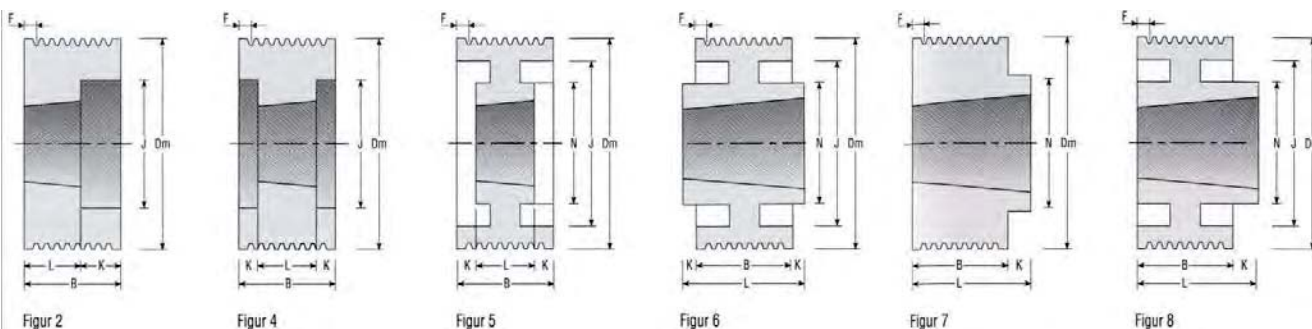 F
J Dm
L K
B
Figur 2
F
J Dm
K L K
B
Figur 4
F
N J Dm
K L K
B
Figur 5
F
N J Dm
K B K
L
Figur 6
F
N Dm
B K
L
Figur 7
F
N J D
B K
L
Figur 8